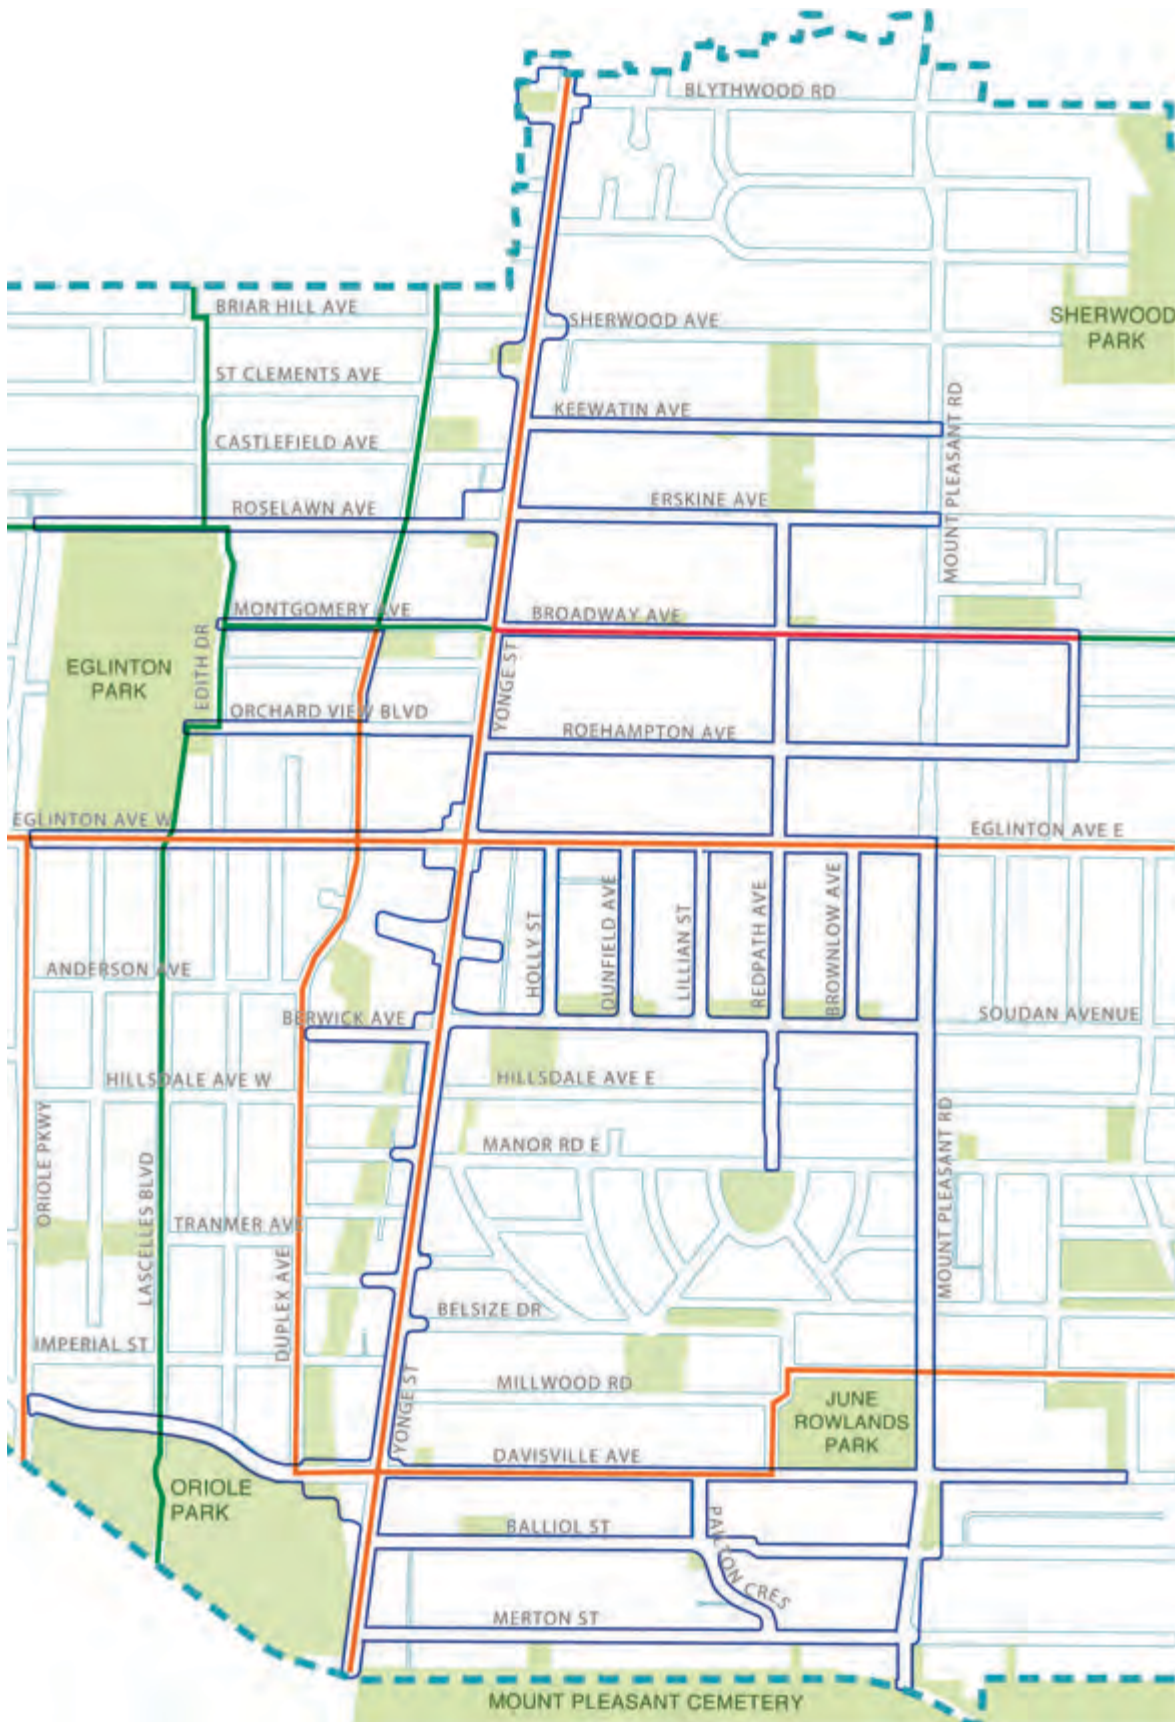 BLYTHWOOD RD
BRIAR HILL AVE
SHERWOOD AVE
SHERWOOD
PARK
ST CLEMENTS AVE
KEEWATIN AVE
MOUNT PLEASANT RD
CASTLEFIELD AVE
ROSELAWN AVE
ERSKINE AVE
MONTGOMERY AVE
BROADWAY AVE
EDITH DR
EGLINTON
PARK
YONGE ST
ORCHARD VIEW BLVD
ROEHAMPTON AVE
EGLINTON AVE W
EGLINTON AVE E
HOLLY ST
DUNFIELD AVE
LILLIAN ST
REDPATH AVE
BROWNLOW AVE
ANDERSON AVE
BERWICK AVE
SOUDAN AVENUE
HILLSDALE AVE W
HILLSDALE AVE E
MANOR RD E
ORIOLE PKWY
LASCELLES BLVD
TRANMER AVE
DUPLEX AVE
MOUNT PLEASANT RD
BELSIZE DR
IMPERIAL ST
MILLWOOD RD
YONGE ST
JUNE
ROWLANDS
PARK
DAVISVILLE AVE
ORIOLE
PARK
BALLIOL ST
PAILTON CRES
MERTON ST
MOUNT PLEASANT CEMETERY